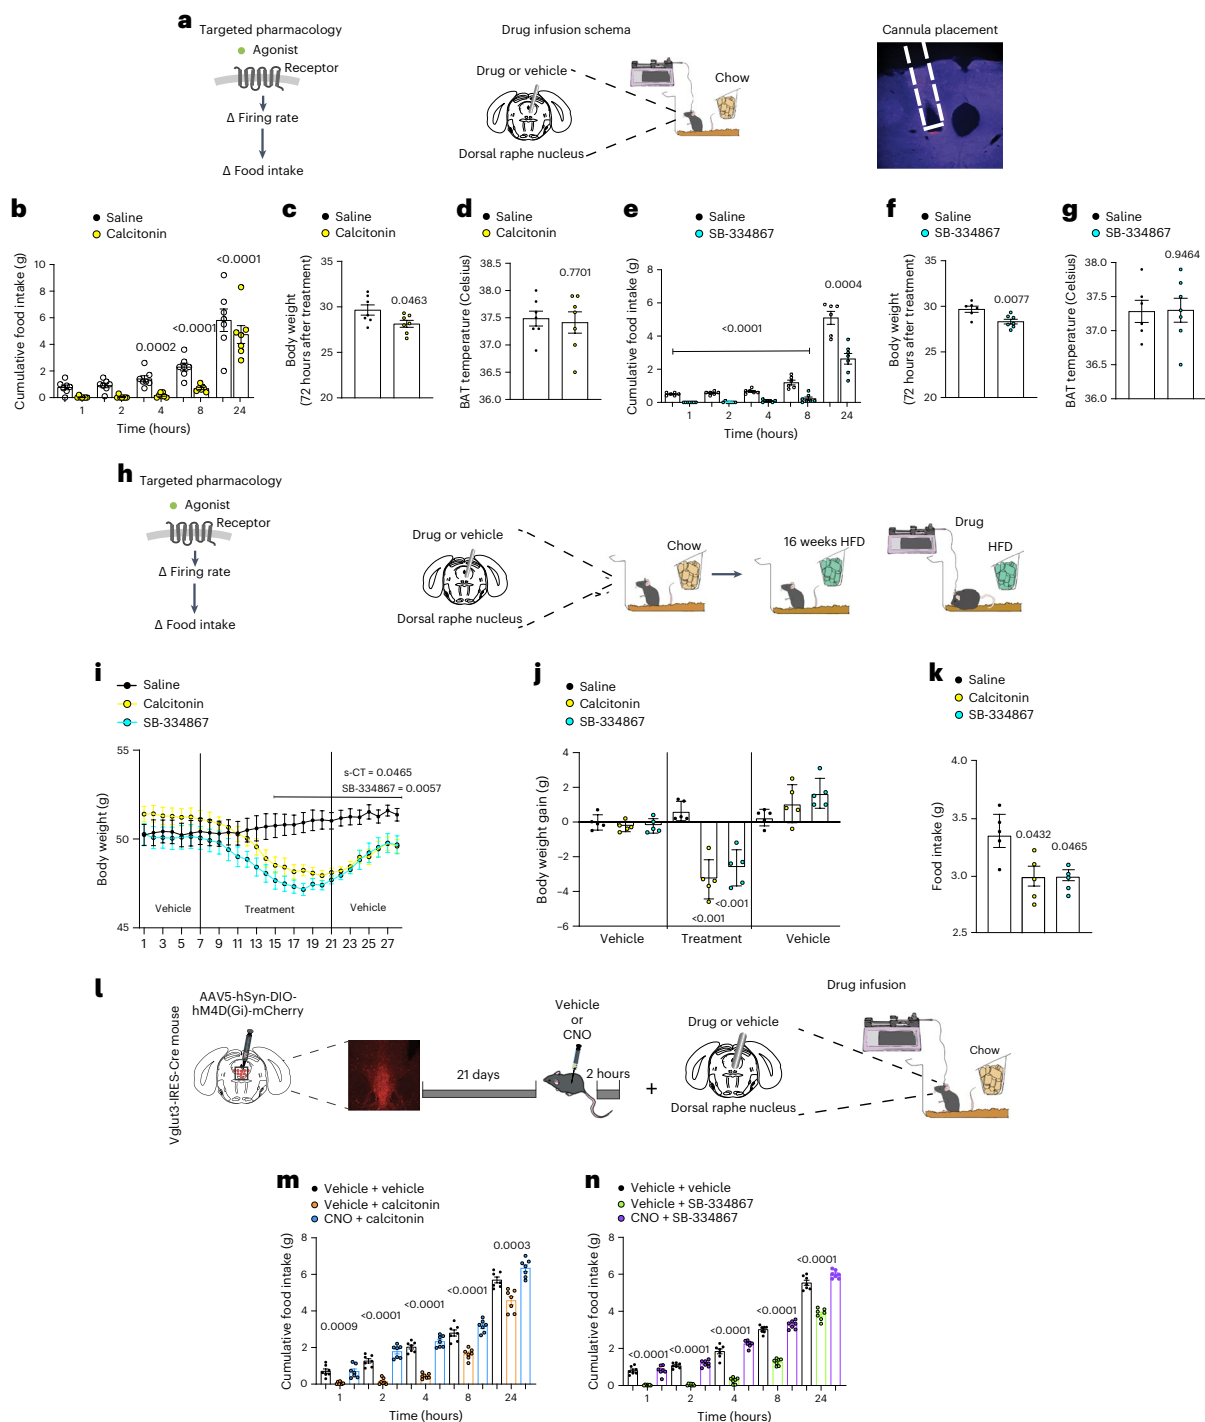 a
Targeted pharmacology
Agonist
Receptor
Δ Firing rate
Δ Food intake
Drug infusion schema
Drug or vehicle
Chow
Dorsal raphe nucleus
Cannula placement
b
Saline
Calcitonin
Cumulative food intake (g)
10
8
6
4
2
0
0.0002
<0.0001
<0.0001
1 2 4 8 24
Time (hours)
c
Saline
Calcitonin
Body weight
(72 hours after treatment)
35
30
25
20
0.0463
d
Saline
Calcitonin
BAT temperature (Celsius)
38.5
38.0
37.5
37.0
36.5
36.0
0.7701
e
Saline
SB-334867
Cumulative food intake (g)
8
6
4
2
0
<0.0001
0.0004
1 2 4 8 24
Time (hours)
f
Saline
SB-334867
Body weight
(72 hours after treatment)
35
30
25
20
0.0077
g
Saline
SB-334867
BAT temperature (Celsius)
38.0
37.5
37.0
36.5
36.0
0.9464
h
Targeted pharmacology
Agonist
Receptor
Δ Firing rate
Δ Food intake
Drug or vehicle
Dorsal raphe nucleus
Chow
16 weeks HFD
Drug
HFD
i
Saline
Calcitonin
SB-334867
Body weight (g)
55
50
45
s-CT = 0.0465
SB-334867 = 0.0057
Vehicle Treatment Vehicle
1 3 5 7 9 11 13 15 17 19 21 23 25 27
j
Saline
Calcitonin
SB-334867
Body weight gain (g)
4
2
0
−2
−4
−6
<0.001
<0.001
Vehicle Treatment Vehicle
k
Saline
Calcitonin
SB-334867
Food intake (g)
4.0
3.5
3.0
2.5
0.0432
0.0465
l
Vglut3-IRES-Cre mouse
AAV5-hSyn-DIO-
hM4D(Gi)-mCherry
21 days
Vehicle
or
CNO
2 hours
+
Drug or vehicle
Dorsal raphe nucleus
Drug infusion
Chow
m
Vehicle + vehicle
Vehicle + calcitonin
CNO + calcitonin
Cumulative food intake (g)
8
6
4
2
0
0.0009
<0.0001
<0.0001
<0.0001
0.0003
1 2 4 8 24
Time (hours)
n
Vehicle + vehicle
Vehicle + SB-334867
CNO + SB-334867
Cumulative food intake (g)
8
6
4
2
0
<0.0001
<0.0001
<0.0001
<0.0001
<0.0001
1 2 4 8 24
Time (hours)